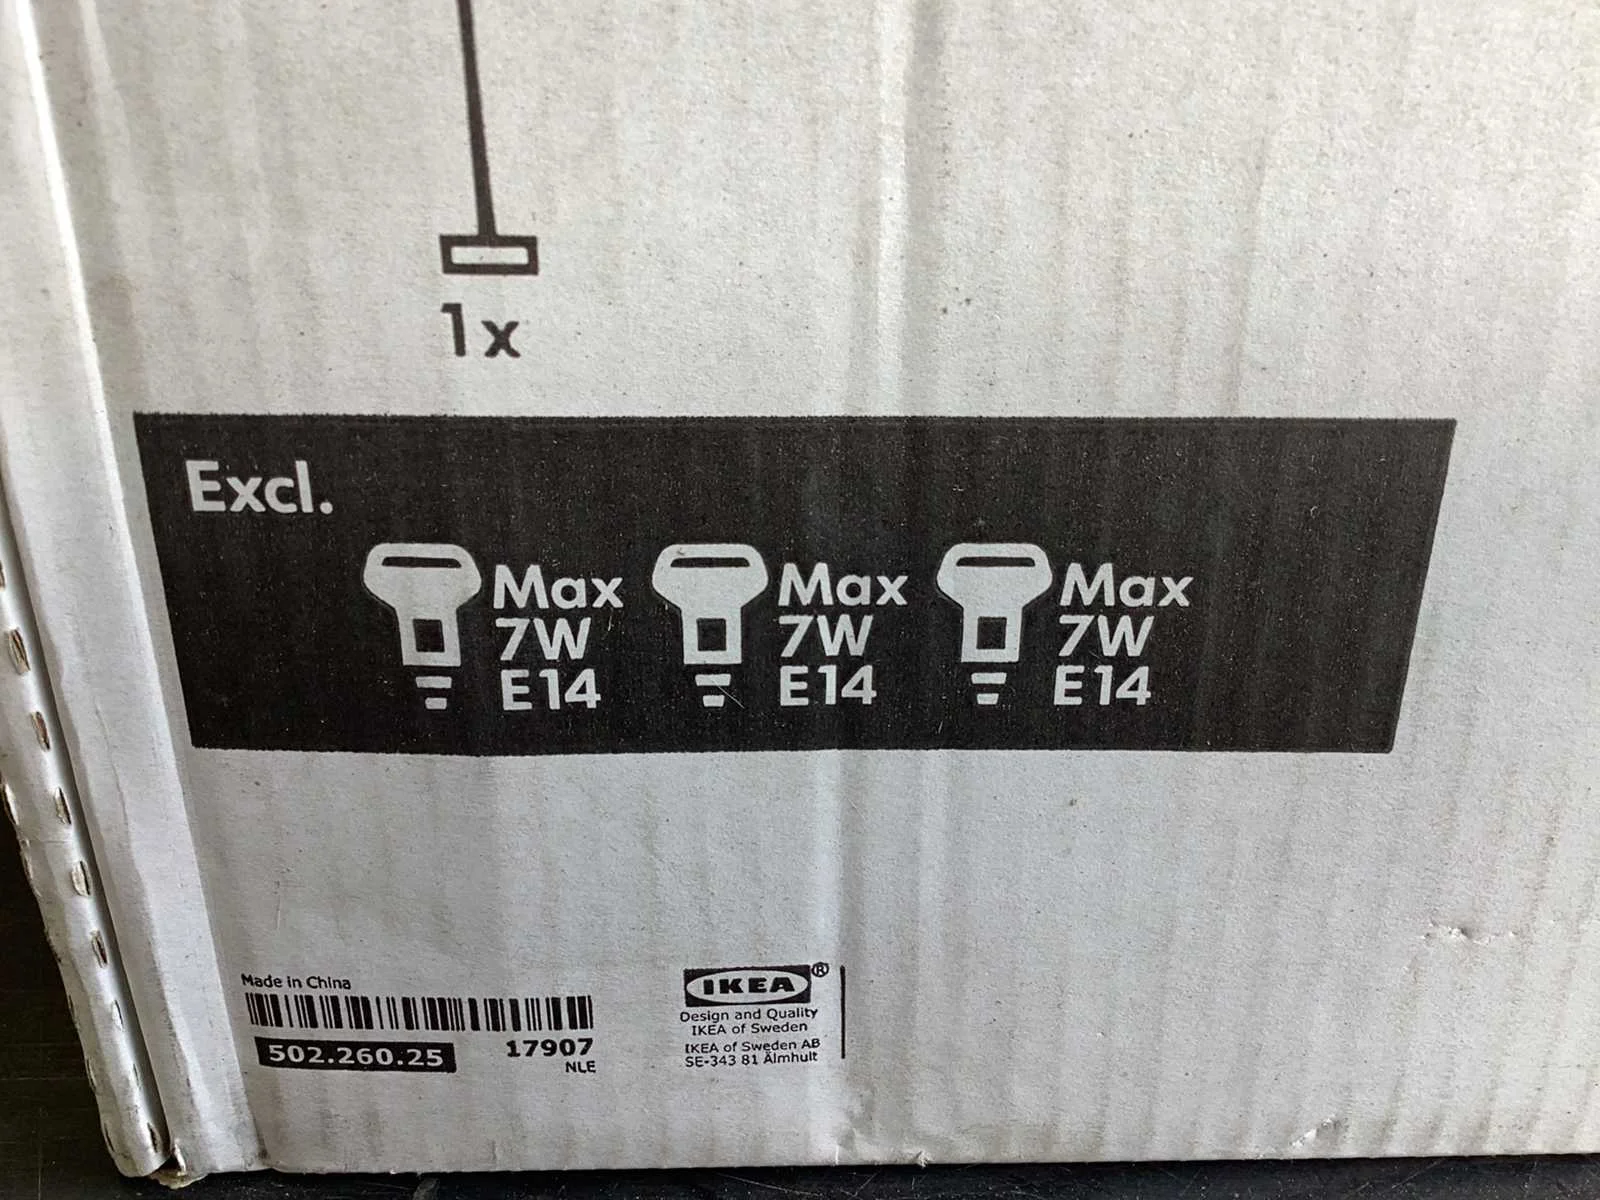 1x
Excl.
Max
7W
E14
Max
7W
E14
Max
7W
E14
Made in China
502.260.25
17907
NLE
IKEA®
Design and Quality
IKEA of Sweden
IKEA of Sweden AB
SE-343 81 Älmhult